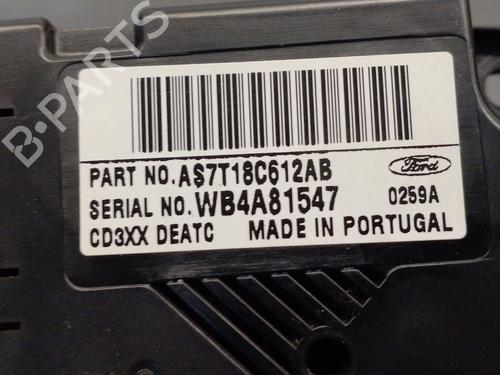 B-PARTS
PART NO.AS7T18C612AB
Ford
SERIAL NO.WB4A81547 0259A
CD3XX DEATC MADE IN PORTUGAL